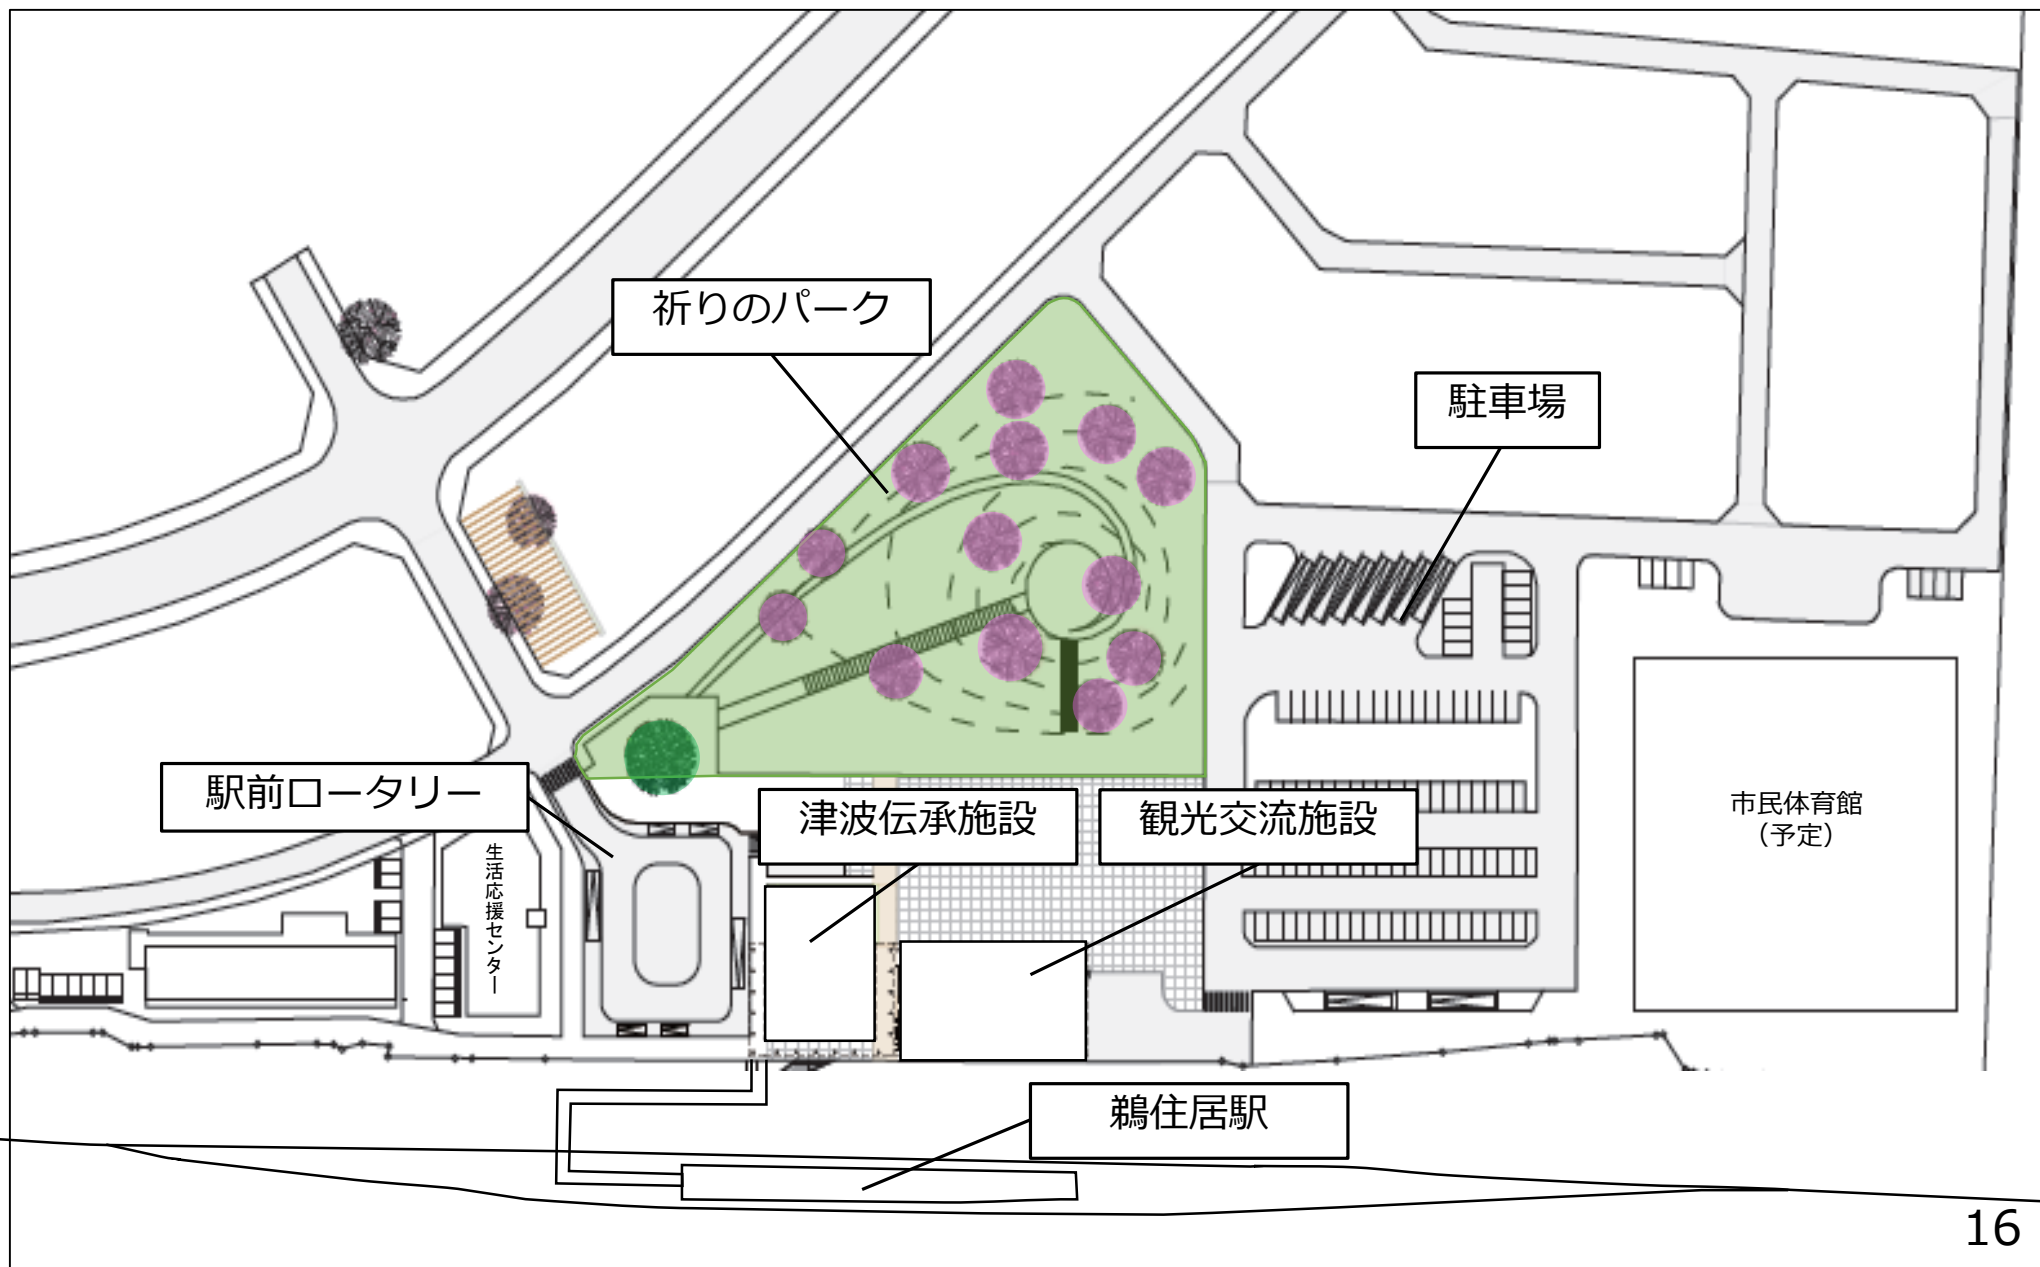 祈りのパーク
駐車場
駅前ロータリー
津波伝承施設
観光交流施設
市民体育館
（予定）
生活応援センター
鵜住居駅
16